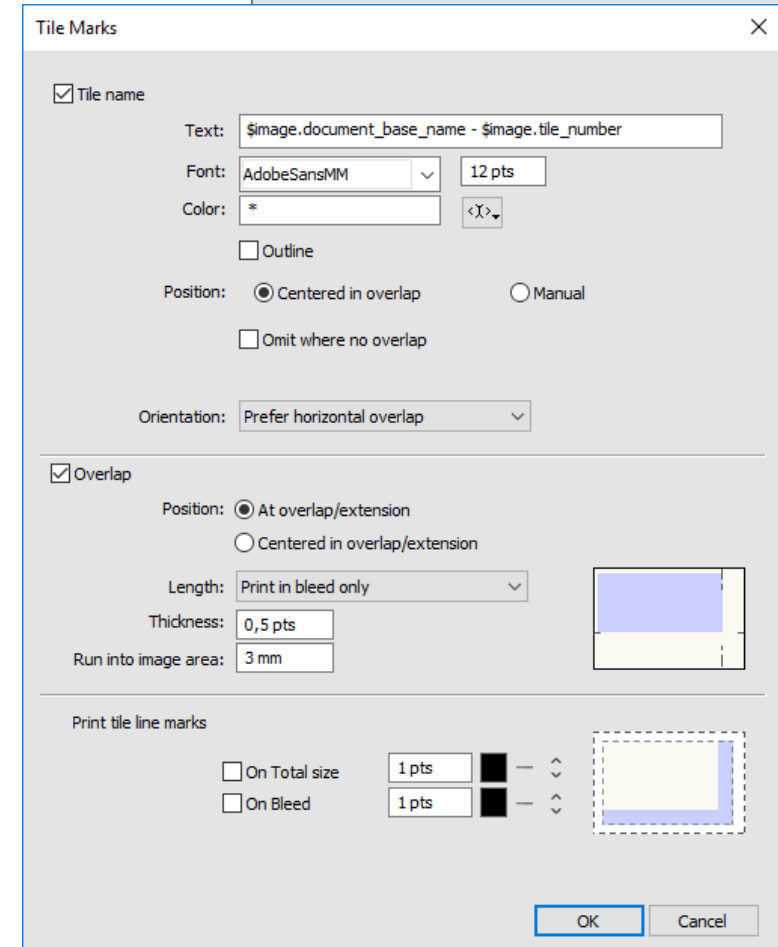 Tile Marks
Tile name
Text: $image.document_base_name - $image.tile_number
Font: AdobeSansMM 12 pts
Color: *
Outline
Position: Centered in overlap Manual
Omit where no overlap
Orientation: Prefer horizontal overlap
Overlap
Position: At overlap/extension
Centered in overlap/extension
Length: Print in bleed only
Thickness: 0,5 pts
Run into image area: 3 mm
Print tile line marks
On Total size 1 pts
On Bleed 1 pts
OK Cancel